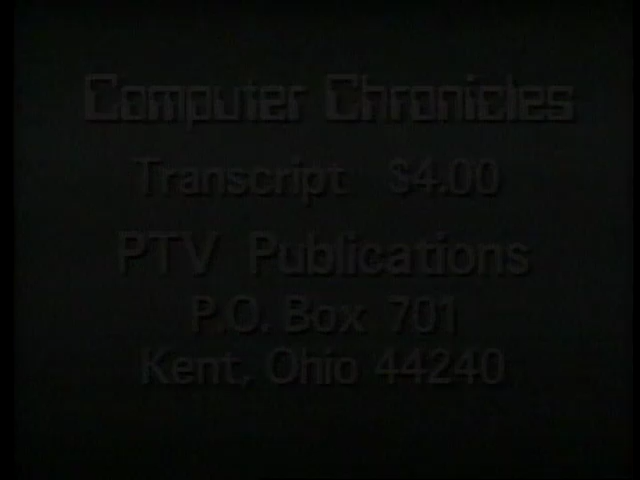 Computer Chronicles
Transcript $4.00
PTV Publications
P.O. Box 701
Kent, Ohio 44240